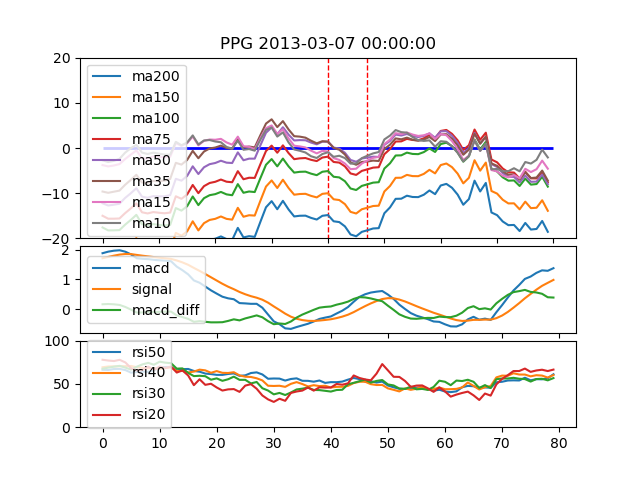 PPG 2013-03-07 00:00:00
20
10
0
−10
−20
ma200
ma150
ma100
ma75
ma50
ma35
ma15
ma10
2
1
0
macd
signal
macd_diff
100
50
0
rsi50
rsi40
rsi30
rsi20
0 10 20 30 40 50 60 70 80